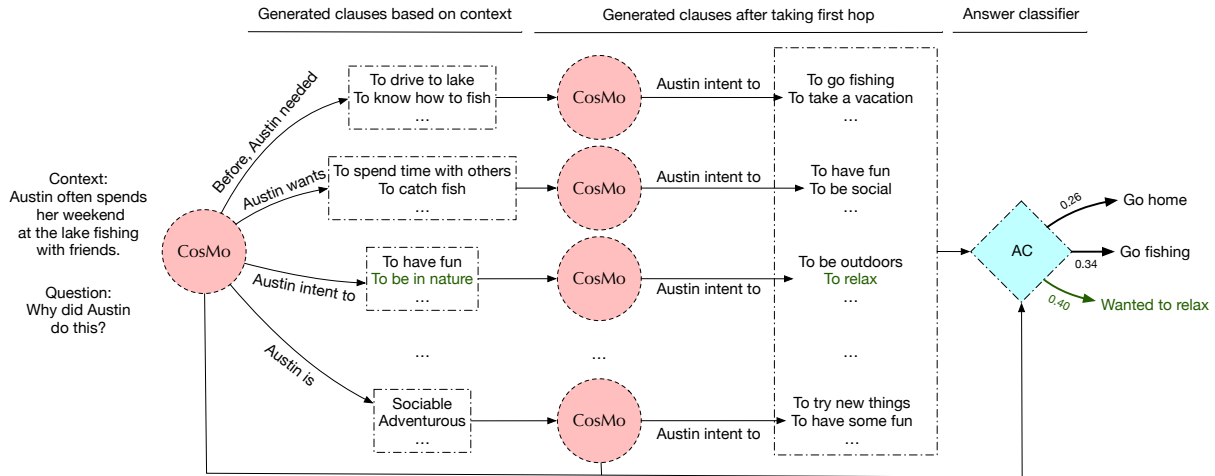 Generated clauses based on context
Generated clauses after taking first hop
Answer classifier
Context:
Austin often spends
her weekend
at the lake fishing
with friends.
Question:
Why did Austin
do this?
CosMo
Before, Austin needed
To drive to lake
To know how to fish
...
CosMo
Austin intent to
To go fishing
To take a vacation
...
Austin wants
To spend time with others
To catch fish
...
CosMo
Austin intent to
To have fun
To be social
...
Austin intent to
To have fun
To be in nature
...
CosMo
Austin intent to
To be outdoors
To relax
...
...
...
...
Austin is
Sociable
Adventurous
...
CosMo
Austin intent to
To try new things
To have some fun
...
AC
0.26
Go home
0.34
Go fishing
0.40
Wanted to relax